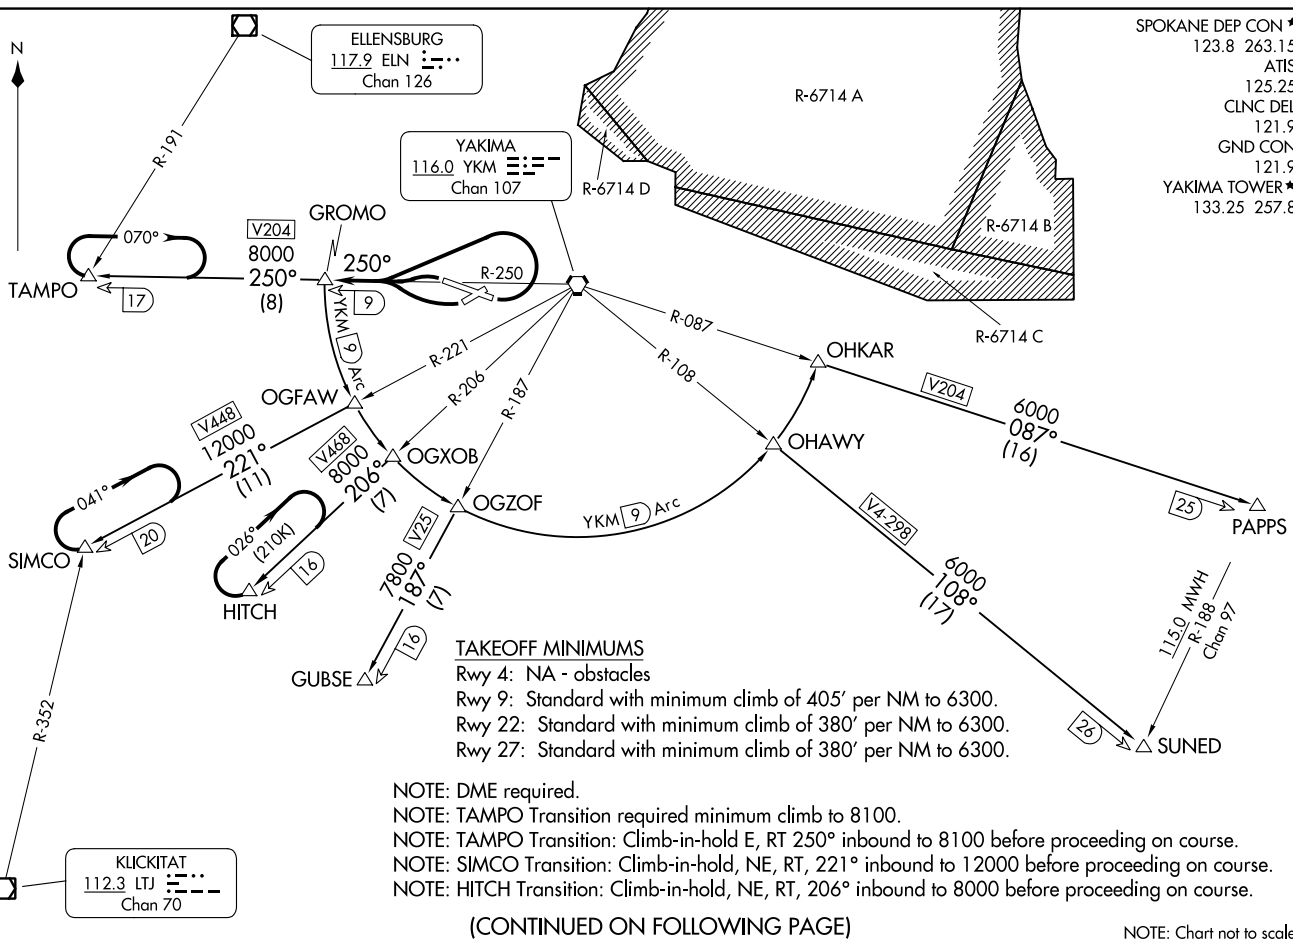 SPOKANE DEP CON ★
123.8 263.15
ATIS
125.25
CLNC DEL
121.9
GND CON
121.9
YAKIMA TOWER ★
133.25 257.8
N
ELLENSBURG
117.9 ELN
Chan 126
R-191
YAKIMA
116.0 YKM
Chan 107
R-6714 A
R-6714 D
R-6714 B
R-6714 C
GROMO
070°
V204
8000
250°
(8)
250°
R-250
TAMPO
17
9
YKM 9 Arc
R-221
R-206
R-187
R-108
R-087
OHKAR
OGFAW
V448
12000
221°
(11)
V468
8000
206°
(7)
OGXOB
OGZOF
OHAWY
YKM 9 Arc
V204
6000
087°
(16)
25
PAPPS
041°
20
SIMCO
026°
(210K)
16
HITCH
V25
7800
187°
(7)
16
GUBSE
V4-298
6000
108°
(17)
26
SUNED
115.0 MWH
R-188
Chan 97
R-352
KLICKITAT
112.3 LTJ
Chan 70
TAKEOFF MINIMUMS
Rwy 4: NA - obstacles
Rwy 9: Standard with minimum climb of 405' per NM to 6300.
Rwy 22: Standard with minimum climb of 380' per NM to 6300.
Rwy 27: Standard with minimum climb of 380' per NM to 6300.
NOTE: DME required.
NOTE: TAMPO Transition required minimum climb to 8100.
NOTE: TAMPO Transition: Climb-in-hold E, RT 250° inbound to 8100 before proceeding on course.
NOTE: SIMCO Transition: Climb-in-hold, NE, RT, 221° inbound to 12000 before proceeding on course.
NOTE: HITCH Transition: Climb-in-hold, NE, RT, 206° inbound to 8000 before proceeding on course.
(CONTINUED ON FOLLOWING PAGE)
NOTE: Chart not to scale